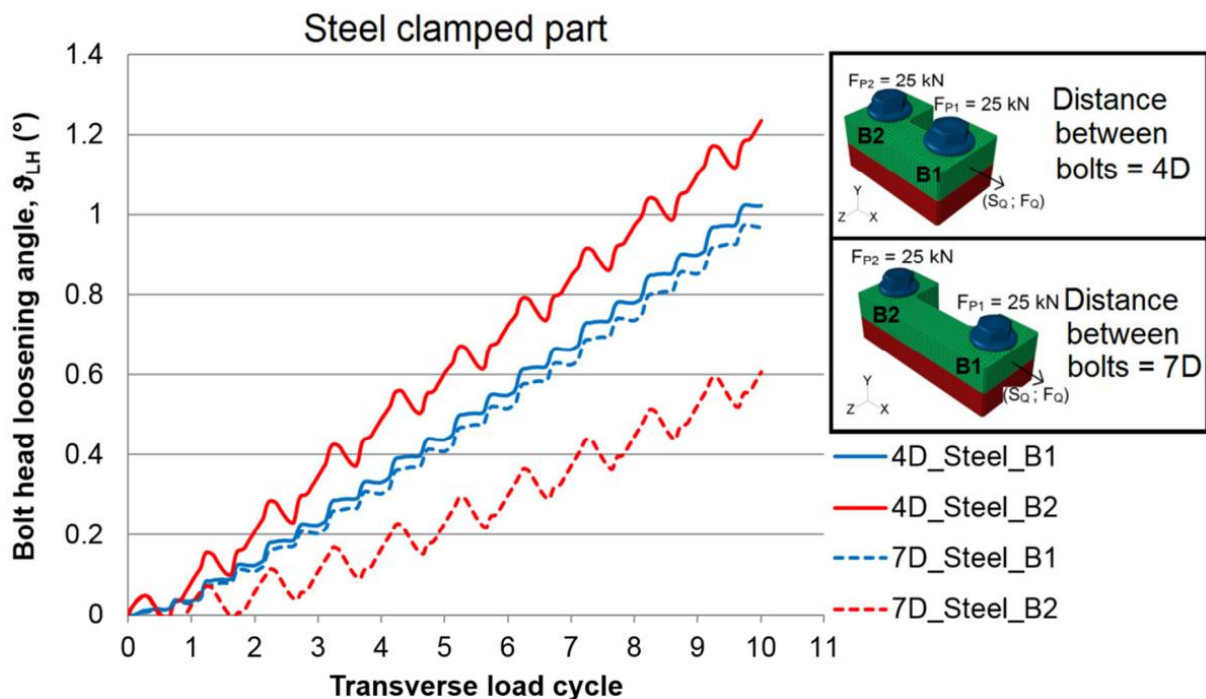 Steel clamped part
1.4
1.2
1
0.8
0.6
0.4
0.2
0
Bolt head loosening angle, ϑLH (°)
0 1 2 3 4 5 6 7 8 9 10 11
Transverse load cycle
FP2 = 25 kN
FP1 = 25 kN
B2
B1
(SQ ; FQ)
Y
Z X
Distance
between
bolts = 4D
FP2 = 25 kN
FP1 = 25 kN
B2
B1
(SQ ; FQ)
Y
Z X
Distance
between
bolts = 7D
4D_Steel_B1
4D_Steel_B2
7D_Steel_B1
7D_Steel_B2